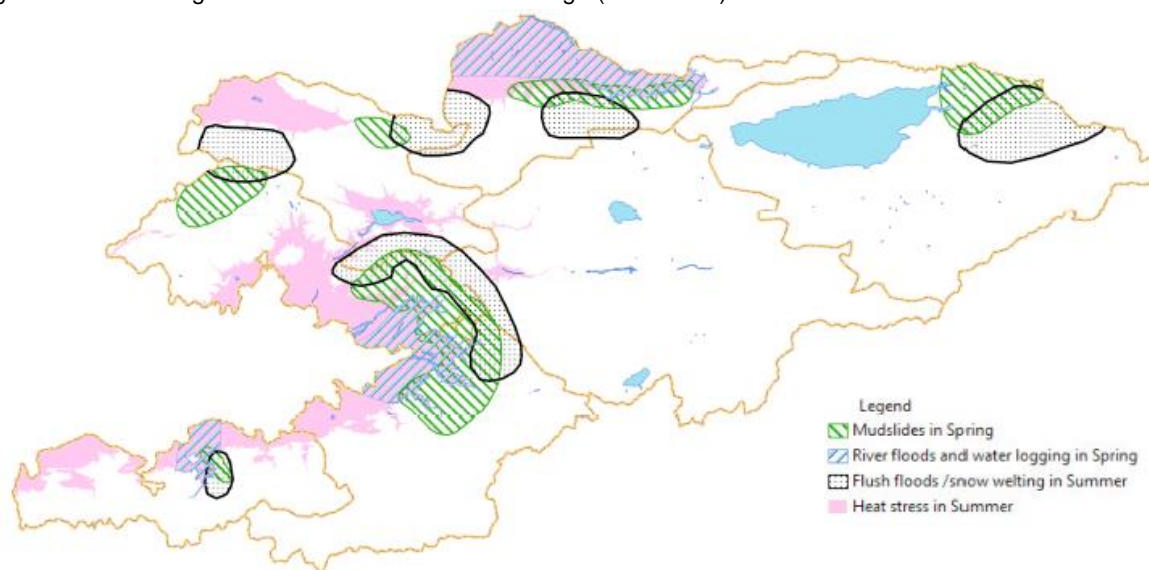 Legend
Mudslides in Spring
River floods and water logging in Spring
Flush floods /snow welting in Summer
Heat stress in Summer